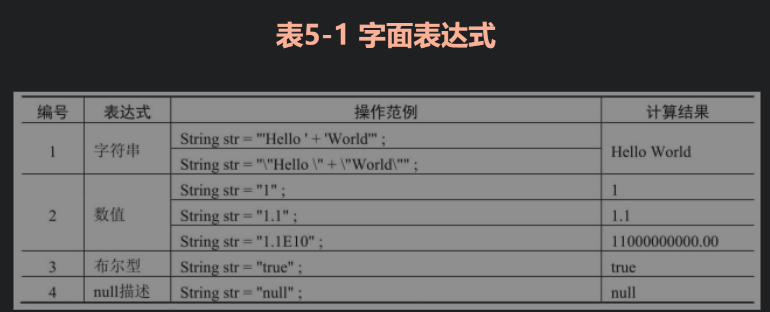 表5-1 字面表达式
编号 表达式 操作范例 计算结果
1 字符串 String str = "'Hello ' + 'World'" ; Hello World
String str = "\"Hello \" + \"World\"" ;
2 数值 String str = "1" ; 1
String str = "1.1" ; 1.1
String str = "1.1E10" ; 11000000000.00
3 布尔型 String str = "true" ; true
4 null描述 String str = "null" ; null